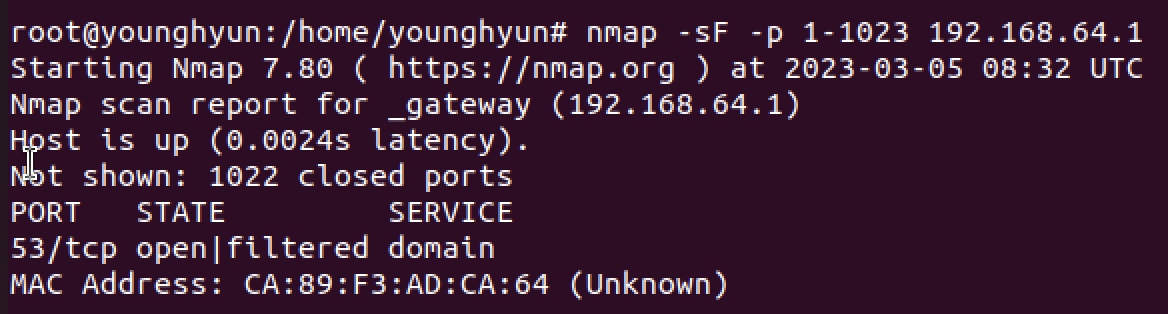 root@younghyun:/home/younghyun# nmap -sF -p 1-1023 192.168.64.1
Starting Nmap 7.80 ( https://nmap.org ) at 2023-03-05 08:32 UTC
Nmap scan report for _gateway (192.168.64.1)
Host is up (0.0024s latency).
Not shown: 1022 closed ports
PORT   STATE         SERVICE
53/tcp open|filtered domain
MAC Address: CA:89:F3:AD:CA:64 (Unknown)